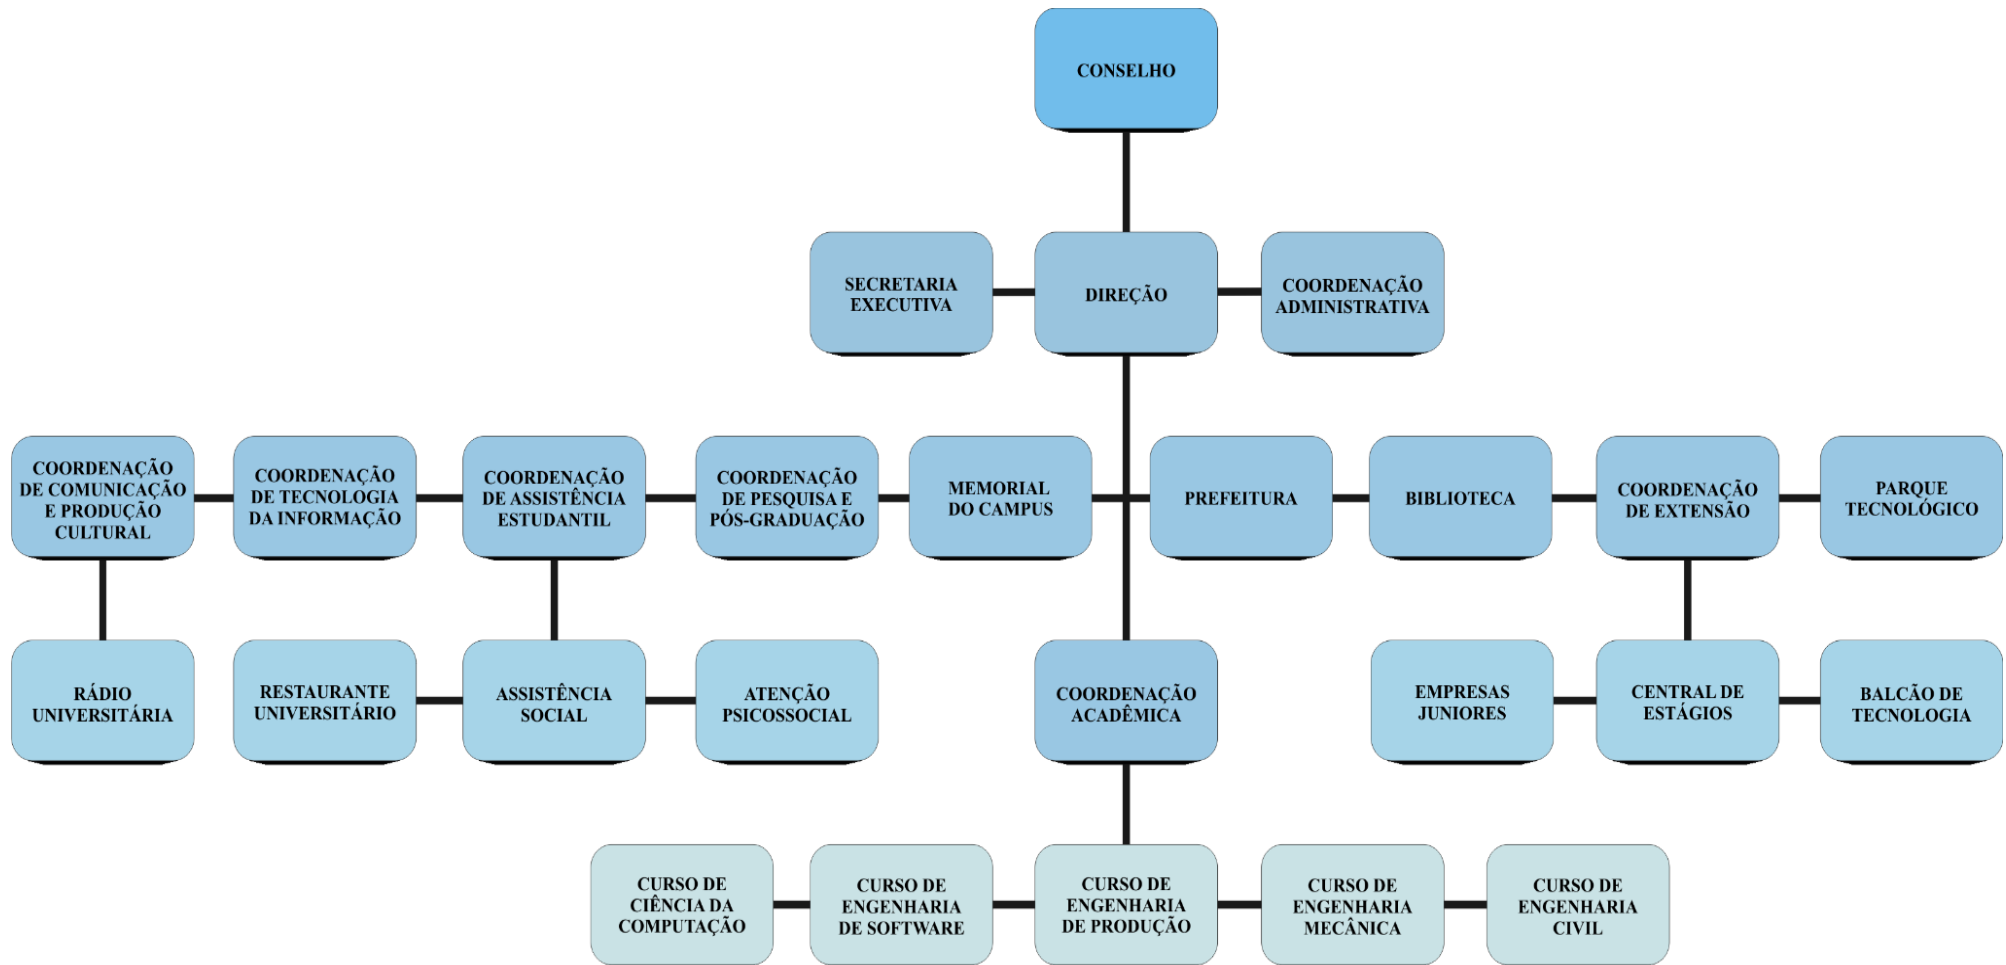 CONSELHO
SECRETARIA
EXECUTIVA
DIREÇÃO
COORDENAÇÃO
ADMINISTRATIVA
COORDENAÇÃO
DE COMUNICAÇÃO
E PRODUÇÃO
CULTURAL
COORDENAÇÃO
DE TECNOLOGIA
DA INFORMAÇÃO
COORDENAÇÃO
DE ASSISTÊNCIA
ESTUDANTIL
COORDENAÇÃO
DE PESQUISA E
PÓS-GRADUAÇÃO
MEMORIAL
DO CAMPUS
PREFEITURA
BIBLIOTECA
COORDENAÇÃO
DE EXTENSÃO
PARQUE
TECNOLÓGICO
RÁDIO
UNIVERSITÁRIA
RESTAURANTE
UNIVERSITÁRIO
ASSISTÊNCIA
SOCIAL
ATENÇÃO
PSICOSSOCIAL
COORDENAÇÃO
ACADÊMICA
EMPRESAS
JUNIORES
CENTRAL DE
ESTÁGIOS
BALCÃO DE
TECNOLOGIA
CURSO DE
CIÊNCIA DA
COMPUTAÇÃO
CURSO DE
ENGENHARIA
DE SOFTWARE
CURSO DE
ENGENHARIA
DE PRODUÇÃO
CURSO DE
ENGENHARIA
MECÂNICA
CURSO DE
ENGENHARIA
CIVIL